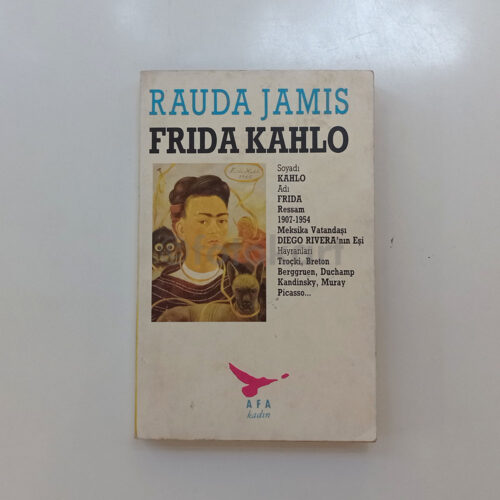 RAUDA JAMIS
FRIDA KAHLO
Soyadı
KAHLO
Adı
FRIDA
Ressam
1907-1954
Meksika Vatandaşı
DIEGO RIVERA'nın Eşi
Hayranları
Troçki, Breton
Berggruen, Duchamp
Kandinsky, Muray
Picasso...
AFA
kadın